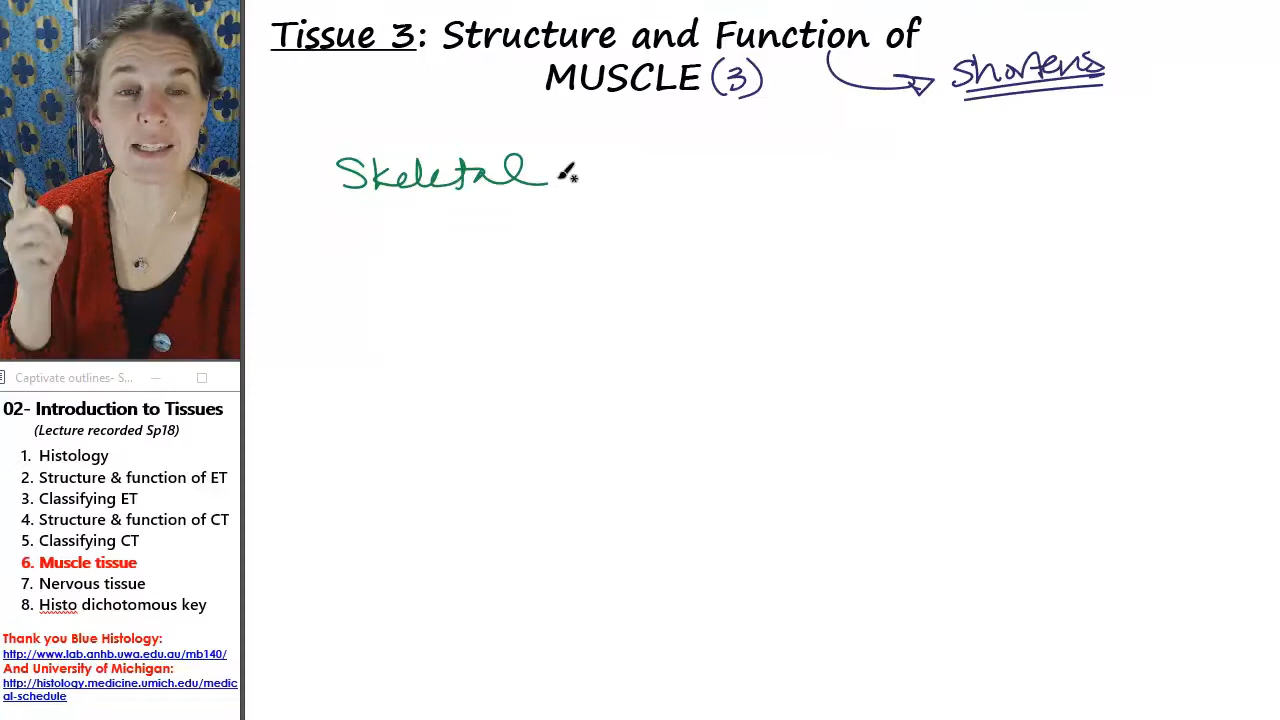 Tissue 3: Structure and Function of
MUSCLE (3)
shortens
Skeletal
Captivate outlines- S...
02- Introduction to Tissues
(Lecture recorded Sp18)
1. Histology
2. Structure & function of ET
3. Classifying ET
4. Structure & function of CT
5. Classifying CT
6. Muscle tissue
7. Nervous tissue
8. Histo dichotomous key
Thank you Blue Histology:
http://www.lab.anhb.uwa.edu.au/mb140/
And University of Michigan:
http://histology.medicine.umich.edu/medic
al-schedule